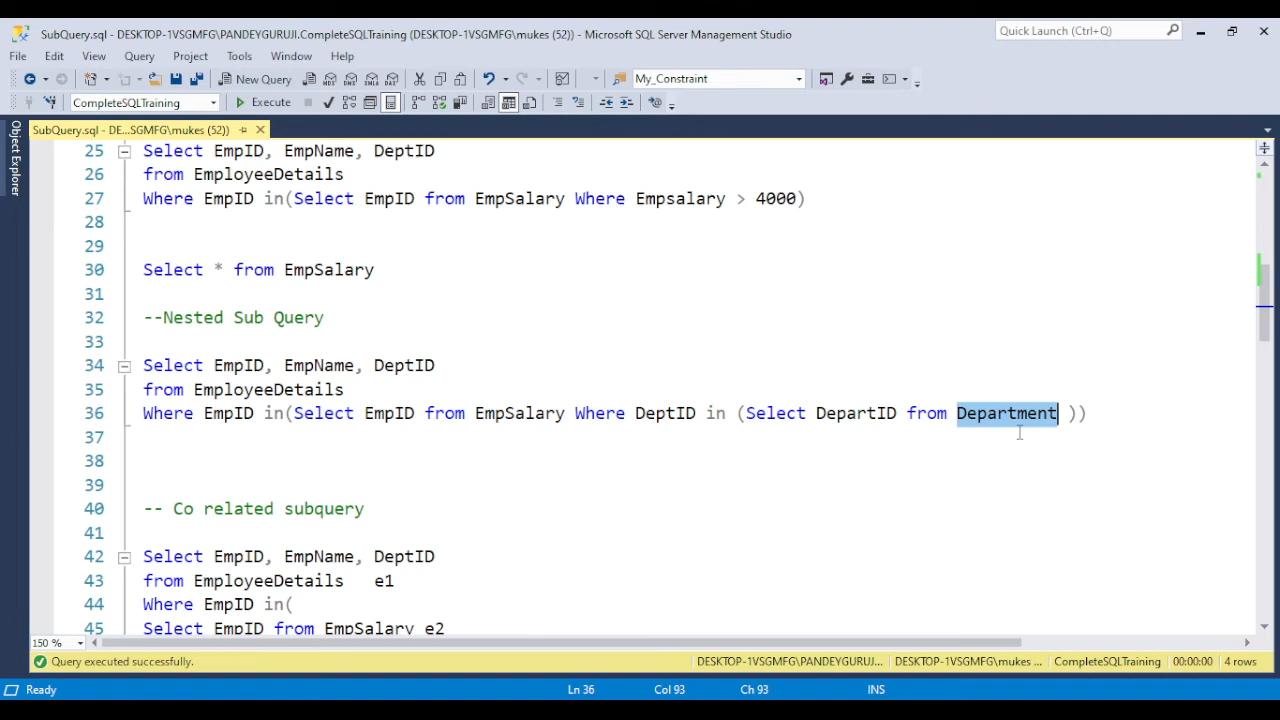 SubQuery.sql - DESKTOP-1VSGMFG\PANDEYGURUJI.CompleteSQLTraining (DESKTOP-1VSGMFG\mukes (52)) - Microsoft SQL Server Management Studio
Quick Launch (Ctrl+Q)
File Edit View Query Project Tools Window Help
New Query
MDX DMX XMLA DAX
My_Constraint
CompleteSQLTraining
Execute
SubQuery.sql - DE...SGMFG\mukes (52))
Object Explorer
25 Select EmpID, EmpName, DeptID
26 from EmployeeDetails
27 Where EmpID in(Select EmpID from EmpSalary Where Empsalary > 4000)
28
29
30 Select * from EmpSalary
31
32 --Nested Sub Query
33
34 Select EmpID, EmpName, DeptID
35 from EmployeeDetails
36 Where EmpID in(Select EmpID from EmpSalary Where DeptID in (Select DepartID from Department ))
37
38
39
40 -- Co related subquery
41
42 Select EmpID, EmpName, DeptID
43 from EmployeeDetails e1
44 Where EmpID in(
45 Select EmpID from EmpSalary e2
150 %
Query executed successfully. DESKTOP-1VSGMFG\PANDEYGURUJI... DESKTOP-1VSGMFG\mukes ... CompleteSQLTraining 00:00:00 4 rows
Ready Ln 36 Col 93 Ch 93 INS